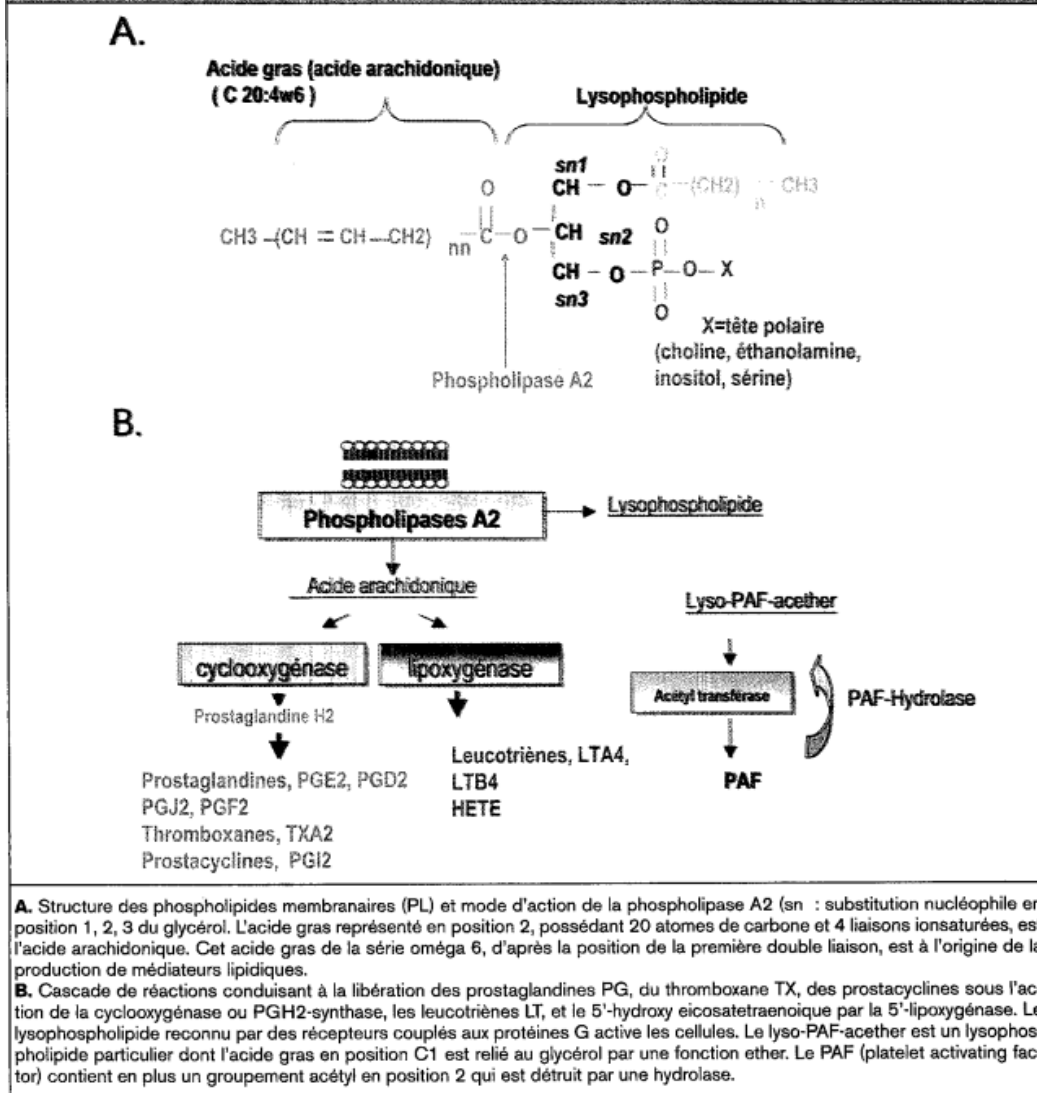 A.
Acide gras (acide arachidonique)
( C 20:4w6 )
Lysophospholipide
sn1
CH – O – C –(CH2) – CH3
O
n
O
O
CH3 –(CH = CH –CH2) – C – O – CH sn2
nn
CH – O – P – O – X
sn3
O
X=tête polaire
(choline, éthanolamine,
inositol, sérine)
Phospholipase A2
B.
Phospholipases A2
Lysophospholipide
Acide arachidonique
Lyso-PAF-acether
cyclooxygénase
lipoxygénase
Acétyl transférase
PAF-Hydrolase
Prostaglandine H2
Leucotriènes, LTA4,
LTB4
HETE
PAF
Prostaglandines, PGE2, PGD2
PGJ2, PGF2
Thromboxanes, TXA2
Prostacyclines, PGI2
A. Structure des phospholipides membranaires (PL) et mode d'action de la phospholipase A2 (sn : substitution nucléophile en
position 1, 2, 3 du glycérol. L'acide gras représenté en position 2, possédant 20 atomes de carbone et 4 liaisons ionsaturées, es
l'acide arachidonique. Cet acide gras de la série oméga 6, d'après la position de la première double liaison, est à l'origine de la
production de médiateurs lipidiques.
B. Cascade de réactions conduisant à la libération des prostaglandines PG, du thromboxane TX, des prostacyclines sous l'ac
tion de la cyclooxygénase ou PGH2-synthase, les leucotriènes LT, et le 5'-hydroxy eicosatetraenoique par la 5'-lipoxygénase. Le
lysophospholipide reconnu par des récepteurs couplés aux protéines G active les cellules. Le lyso-PAF-acether est un lysophos
pholipide particulier dont l'acide gras en position C1 est relié au glycérol par une fonction ether. Le PAF (platelet activating fac
tor) contient en plus un groupement acétyl en position 2 qui est détruit par une hydrolase.